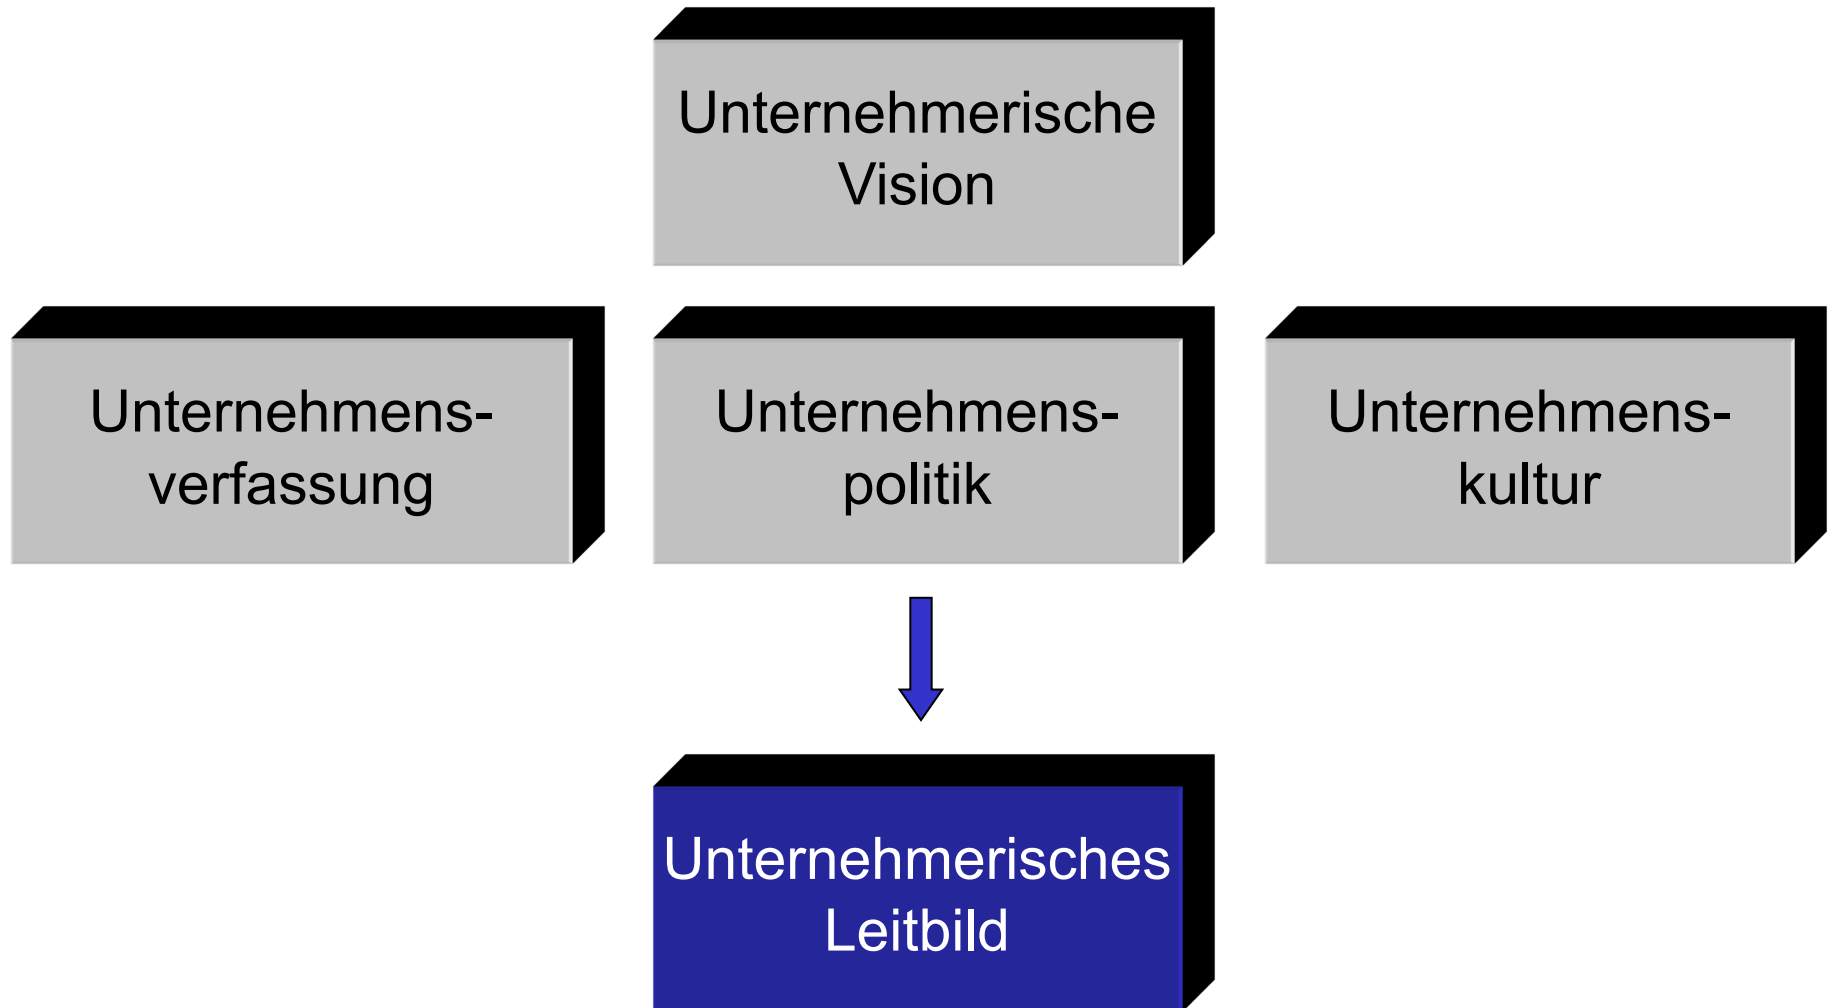 Unternehmerische
Vision
Unternehmens-
verfassung
Unternehmens-
politik
Unternehmens-
kultur
Unternehmerisches
Leitbild